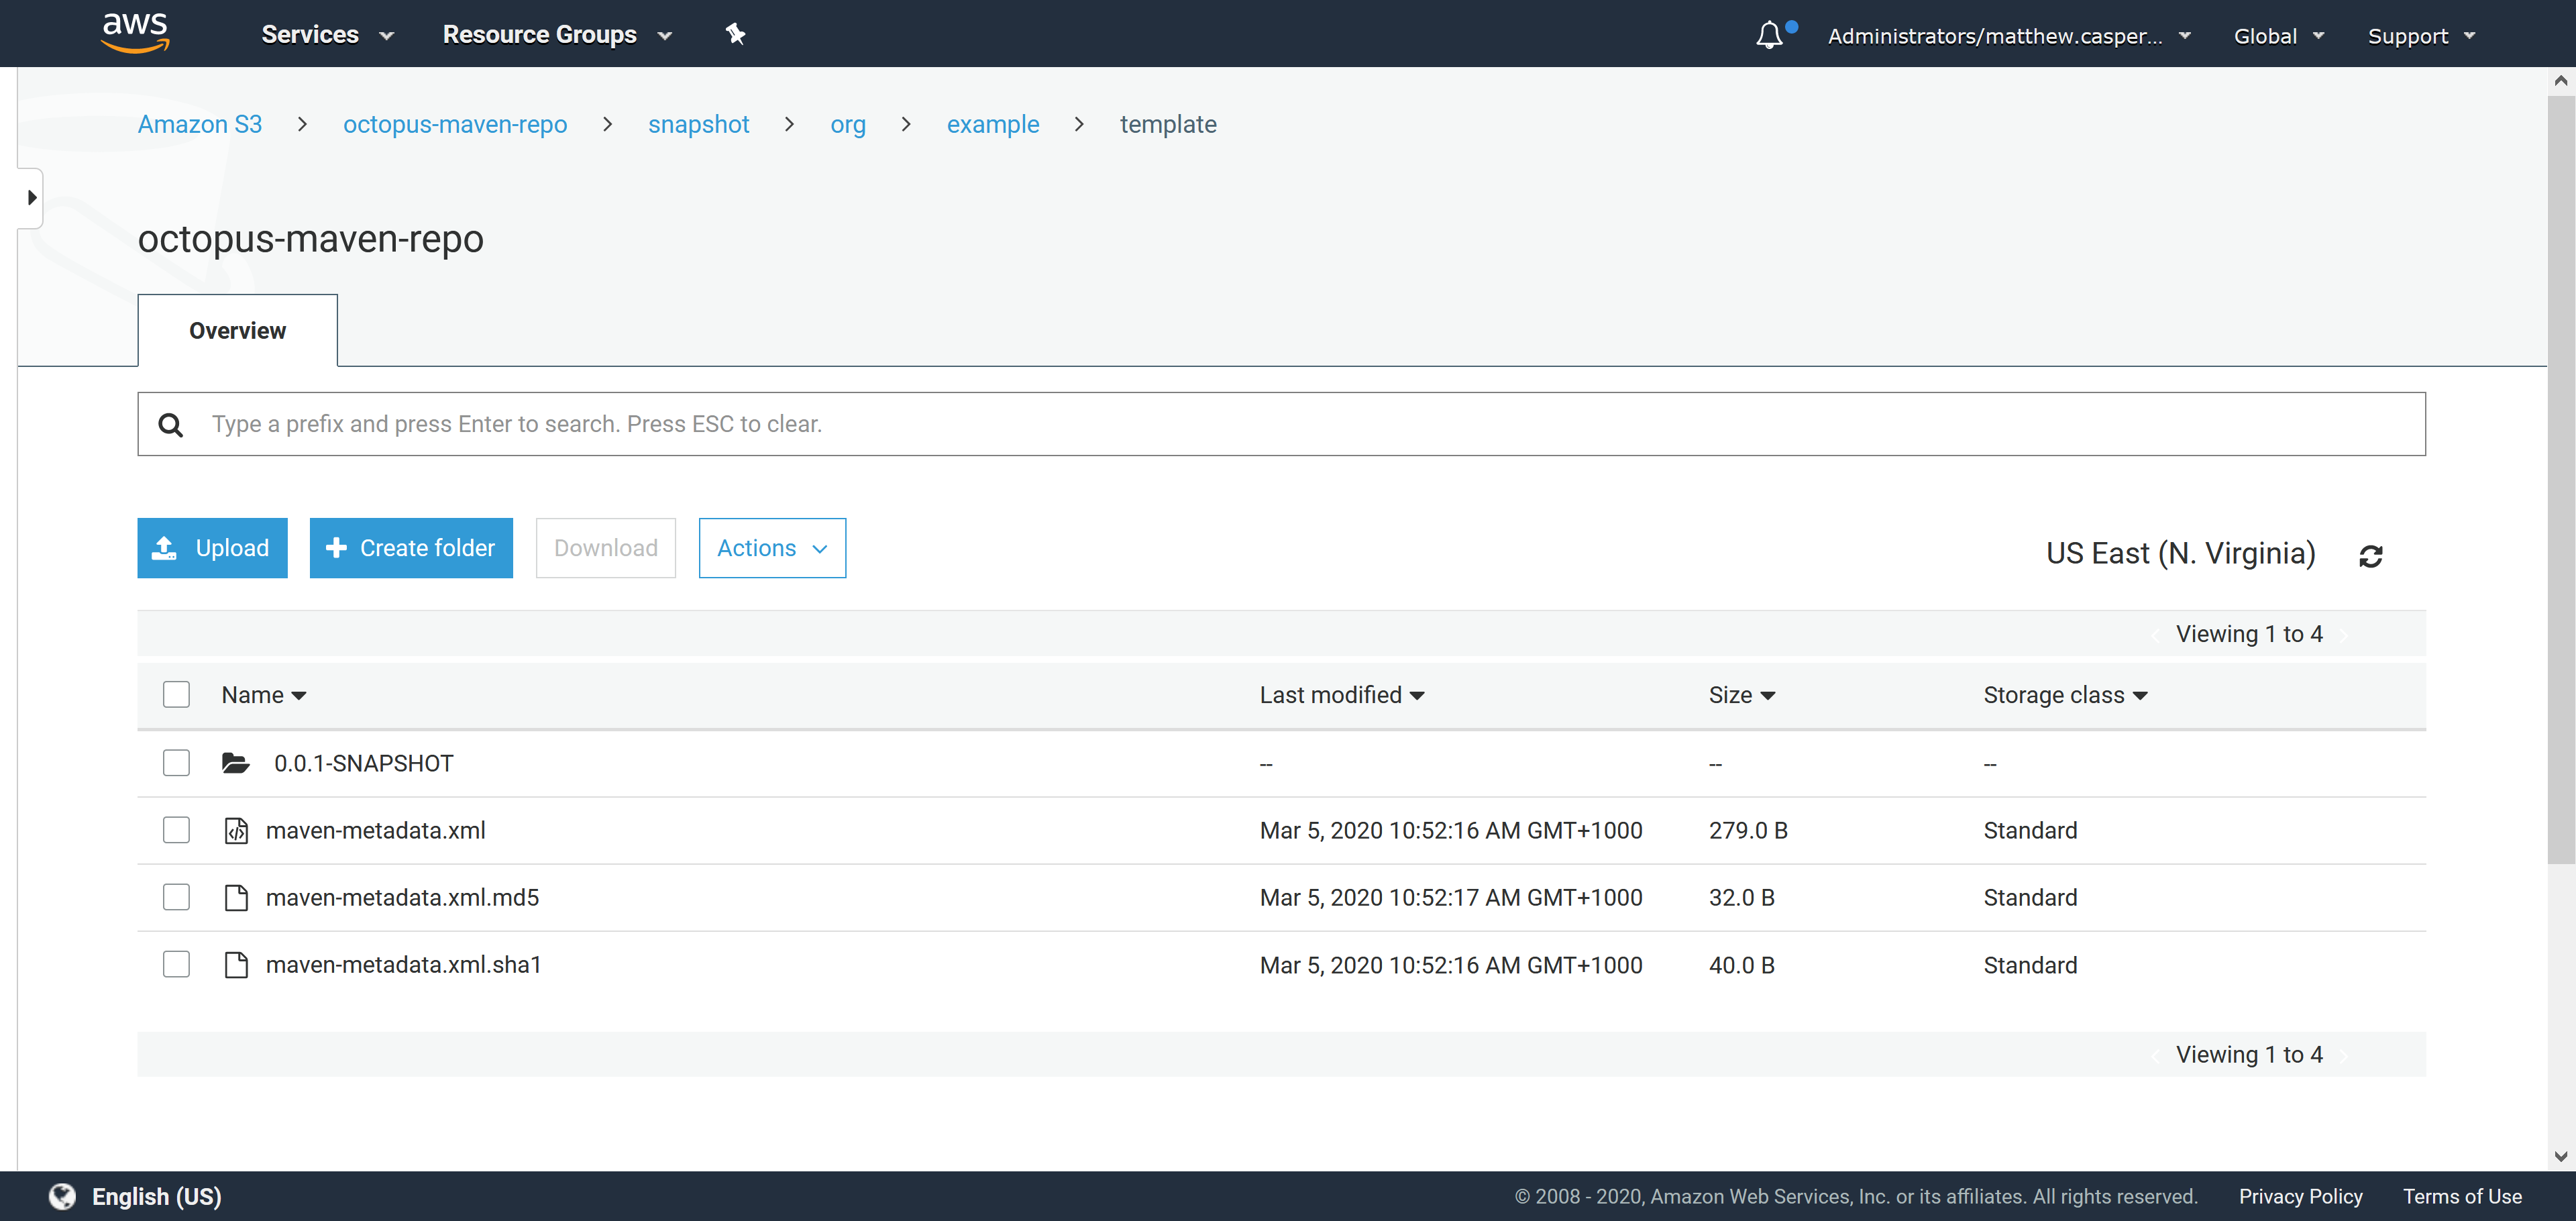 aws Services Resource Groups Administrators/matthew.casper... Global Support
Amazon S3 > octopus-maven-repo > snapshot > org > example > template
octopus-maven-repo
Overview
Type a prefix and press Enter to search. Press ESC to clear.
Upload Create folder Download Actions US East (N. Virginia)
Viewing 1 to 4
Name Last modified Size Storage class
0.0.1-SNAPSHOT -- -- --
maven-metadata.xml Mar 5, 2020 10:52:16 AM GMT+1000 279.0 B Standard
maven-metadata.xml.md5 Mar 5, 2020 10:52:17 AM GMT+1000 32.0 B Standard
maven-metadata.xml.sha1 Mar 5, 2020 10:52:16 AM GMT+1000 40.0 B Standard
Viewing 1 to 4
English (US) © 2008 - 2020, Amazon Web Services, Inc. or its affiliates. All rights reserved. Privacy Policy Terms of Use